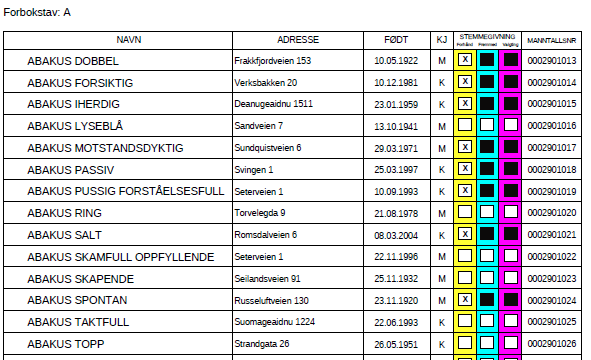 Forbokstav: A
NAVN ADRESSE FØDT KJ STEMMEGIVNING MANNTALLSNR
Forhånd Fremmed Valgting
ABAKUS DOBBEL Frakkfjordveien 153 10.05.1922 M X 0002901013
ABAKUS FORSIKTIG Verksbakken 20 10.12.1981 K X 0002901014
ABAKUS IHERDIG Deanugeaidnu 1511 23.01.1959 K X 0002901015
ABAKUS LYSEBLÅ Sandveien 7 13.10.1941 M 0002901016
ABAKUS MOTSTANDSDYKTIG Sundquistveien 6 29.03.1971 M X 0002901017
ABAKUS PASSIV Svingen 1 25.03.1997 K X 0002901018
ABAKUS PUSSIG FORSTÅELSESFULL Seterveien 1 10.09.1993 K X 0002901019
ABAKUS RING Torvelegda 9 21.08.1978 M 0002901020
ABAKUS SALT Romsdalveien 6 08.03.2004 K X 0002901021
ABAKUS SKAMFULL OPPFYLLENDE Seterveien 1 22.11.1996 M 0002901022
ABAKUS SKAPENDE Seilandsveien 91 25.11.1932 M 0002901023
ABAKUS SPONTAN Russeluftveien 130 23.11.1920 M X 0002901024
ABAKUS TAKTFULL Suomageaidnu 1224 22.06.1993 K 0002901025
ABAKUS TOPP Strandgata 26 26.05.1951 K 0002901026